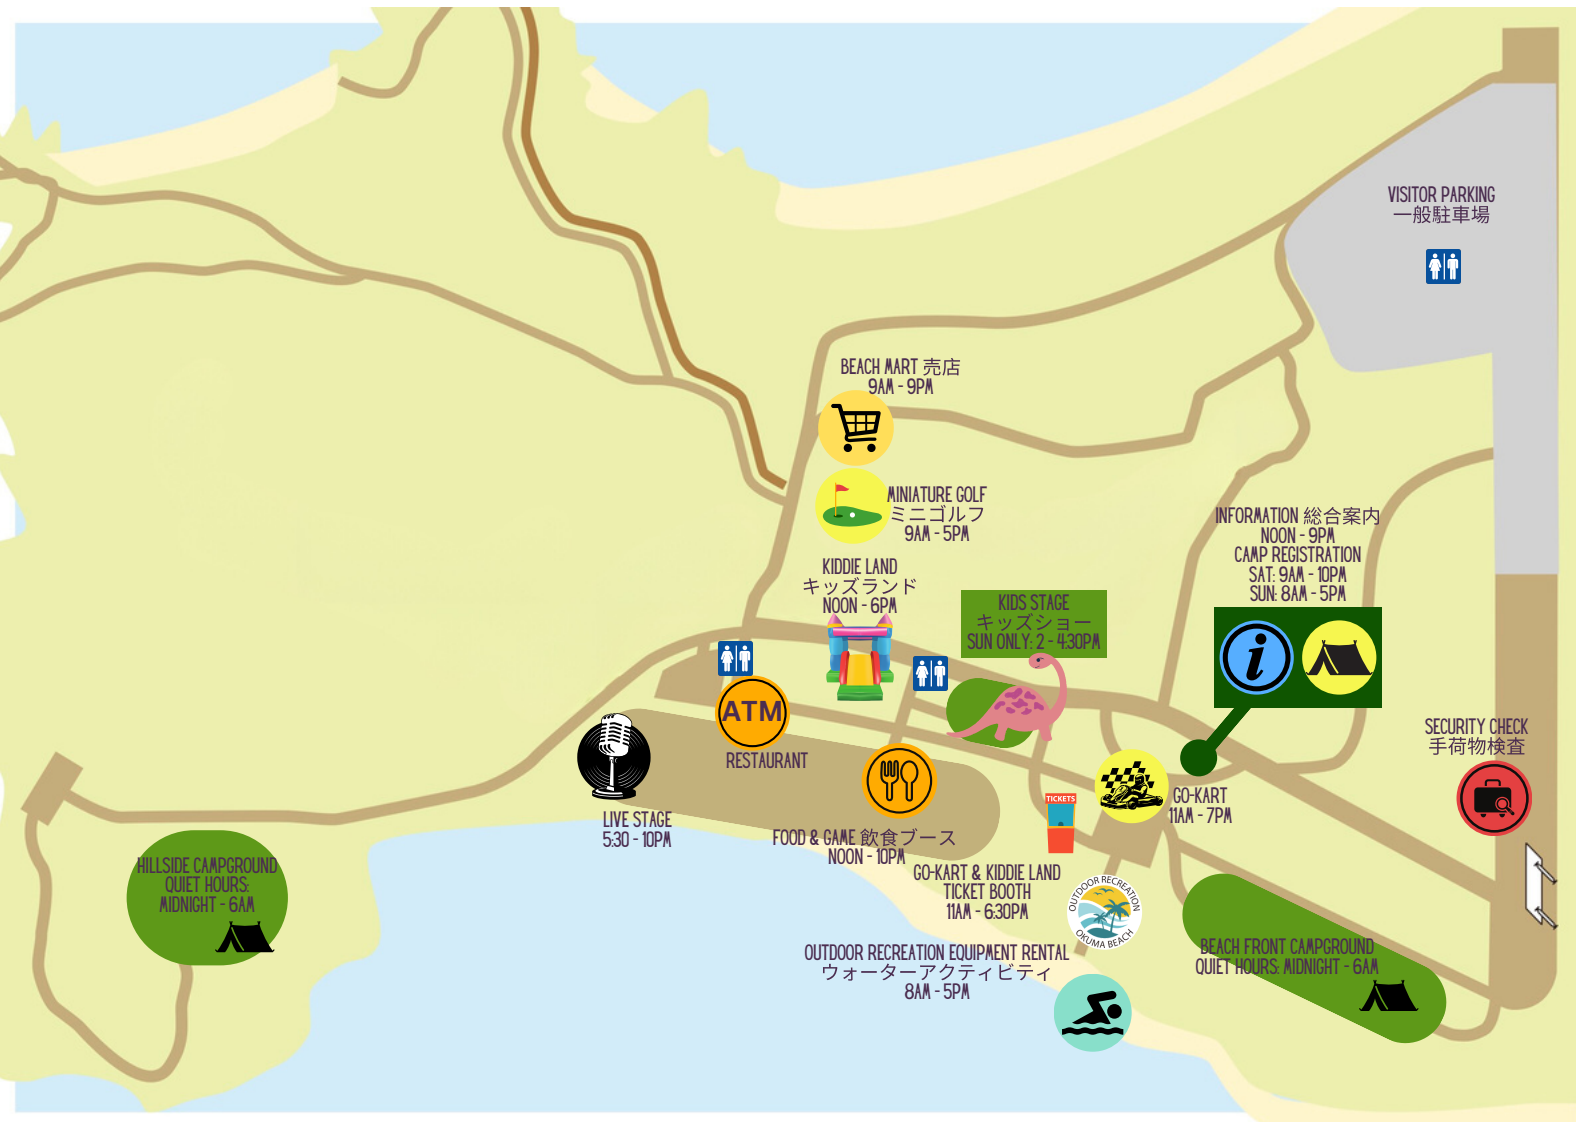 VISITOR PARKING
一般駐車場
BEACH MART 売店
9AM - 9PM
MINIATURE GOLF
ミニゴルフ
9AM - 5PM
INFORMATION 総合案内
NOON - 9PM
CAMP REGISTRATION
SAT: 9AM - 10PM
SUN: 8AM - 5PM
i
KIDDIE LAND
キッズランド
NOON - 6PM
KIDS STAGE
キッズショー
SUN ONLY: 2 - 4:30PM
ATM
RESTAURANT
SECURITY CHECK
手荷物検査
LIVE STAGE
5:30 - 10PM
GO-KART
11AM - 7PM
TICKETS
FOOD & GAME 飲食ブース
NOON - 10PM
GO-KART & KIDDIE LAND
TICKET BOOTH
11AM - 6:30PM
HILLSIDE CAMPGROUND
QUIET HOURS:
MIDNIGHT - 6AM
OUTDOOR RECREATION
OKUMA BEACH
OUTDOOR RECREATION EQUIPMENT RENTAL
ウォーターアクティビティ
8AM - 5PM
BEACH FRONT CAMPGROUND
QUIET HOURS: MIDNIGHT - 6AM